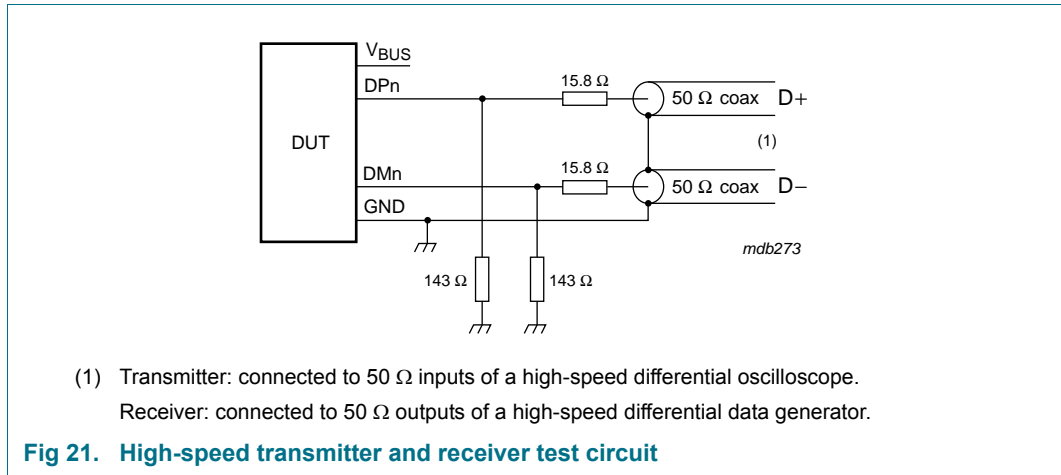 VBUS
DPn
15.8 Ω
50 Ω coax D+
(1)
DUT
DMn
15.8 Ω
50 Ω coax D−
GND
mdb273
143 Ω
143 Ω
(1) Transmitter: connected to 50 Ω inputs of a high-speed differential oscilloscope.
Receiver: connected to 50 Ω outputs of a high-speed differential data generator.
Fig 21. High-speed transmitter and receiver test circuit